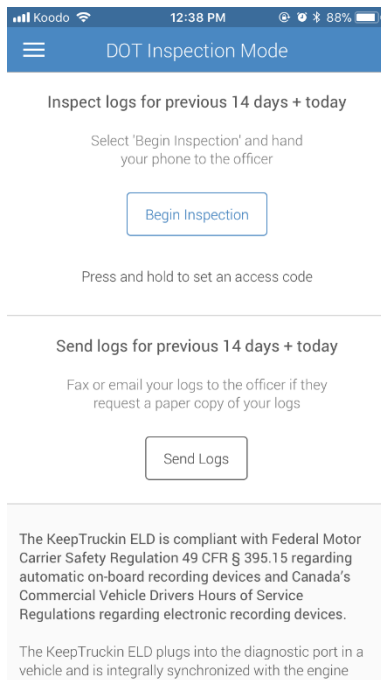 Koodo 12:38 PM 88%
DOT Inspection Mode
Inspect logs for previous 14 days + today
Select 'Begin Inspection' and hand
your phone to the officer
Begin Inspection
Press and hold to set an access code
Send logs for previous 14 days + today
Fax or email your logs to the officer if they
request a paper copy of your logs
Send Logs
The KeepTruckin ELD is compliant with Federal Motor
Carrier Safety Regulation 49 CFR § 395.15 regarding
automatic on-board recording devices and Canada's
Commercial Vehicle Drivers Hours of Service
Regulations regarding electronic recording devices.
The KeepTruckin ELD plugs into the diagnostic port in a
vehicle and is integrally synchronized with the engine